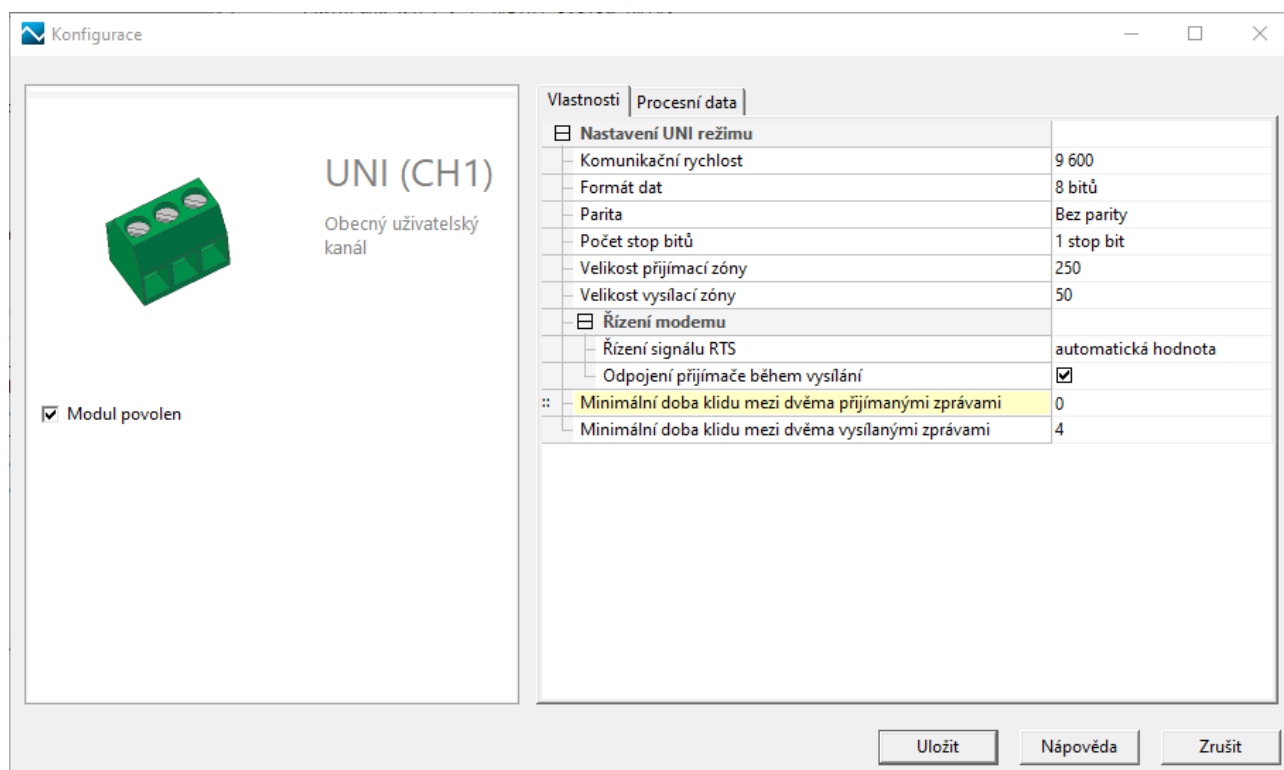 Konfigurace
UNI (CH1)
Obecný uživatelský
kanál
Modul povolen
Vlastnosti Procesní data
Nastavení UNI režimu
Komunikační rychlost 9 600
Formát dat 8 bitů
Parita Bez parity
Počet stop bitů 1 stop bit
Velikost přijímací zóny 250
Velikost vysílací zóny 50
Řízení modemu
Řízení signálu RTS automatická hodnota
Odpojení přijímače během vysílání
Minimální doba klidu mezi dvěma přijímanými zprávami 0
Minimální doba klidu mezi dvěma vysílanými zprávami 4
Uložit Nápověda Zrušit